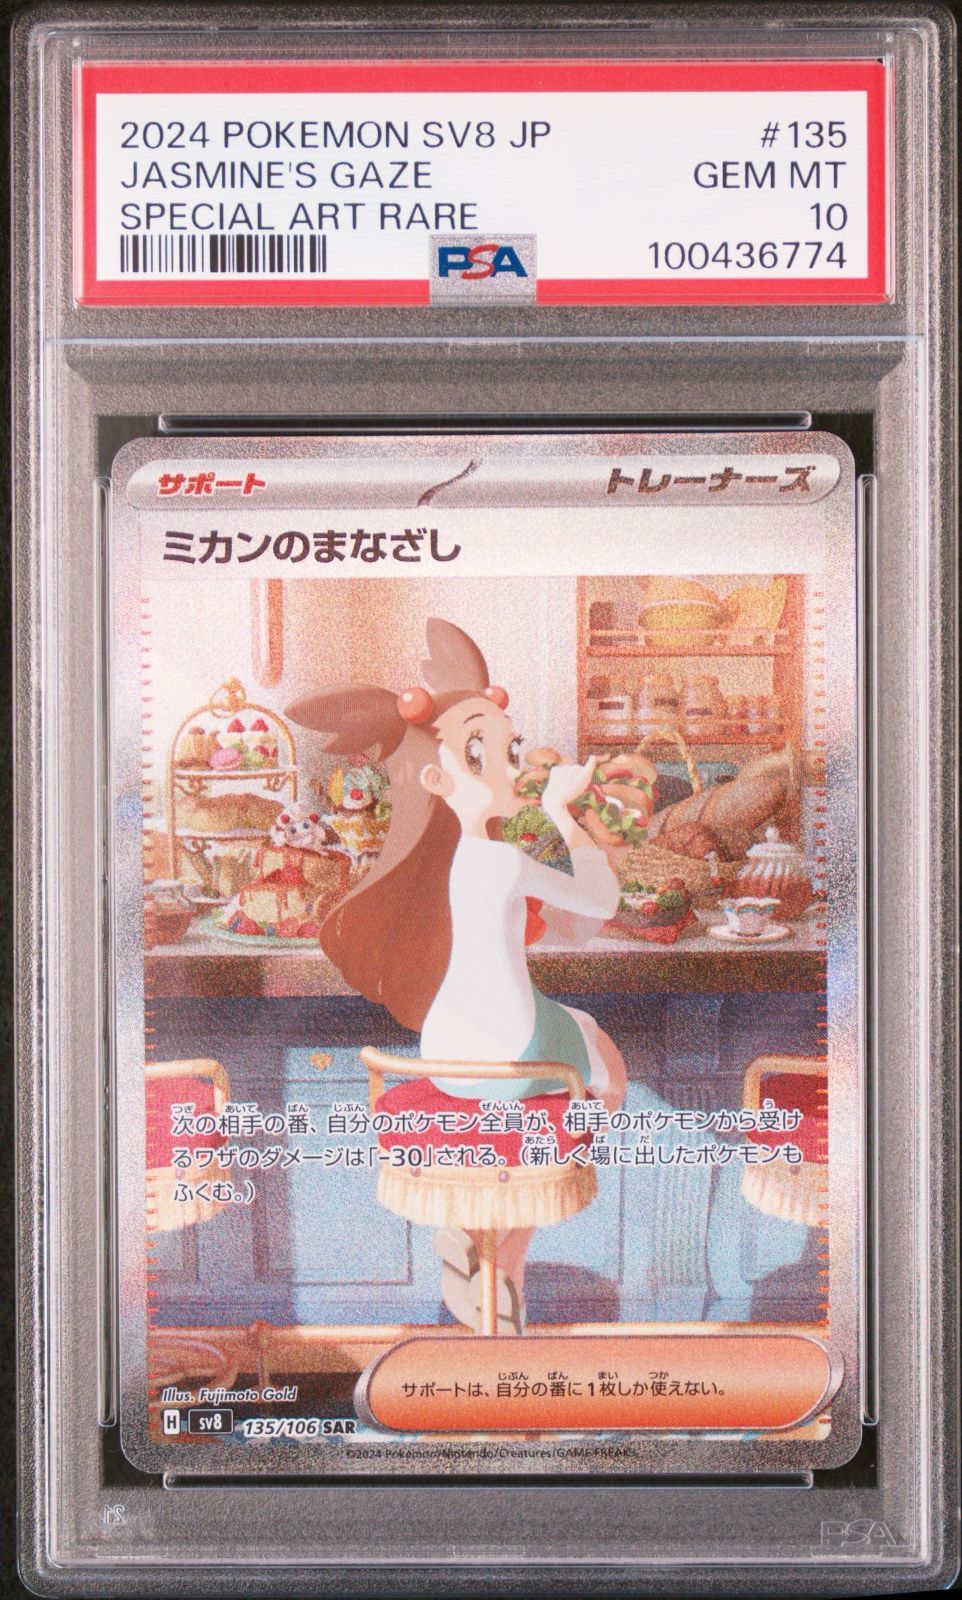 2024 POKEMON SV8 JP #135
JASMINE'S GAZE GEM MT
SPECIAL ART RARE 10
PSA 100436774
サポート トレーナーズ
ミカンのまなざし
次の相手の番、自分のポケモン全員が、相手のポケモンから受け
るワザのダメージは「-30」される。（新しく場に出したポケモンも
ふくむ。）
サポートは、自分の番に1枚しか使えない。
Illus. Fujimoto Gold
H sv8 135/106 SAR
©2024 Pokémon/Nintendo/Creatures/GAME FREAK
PSA